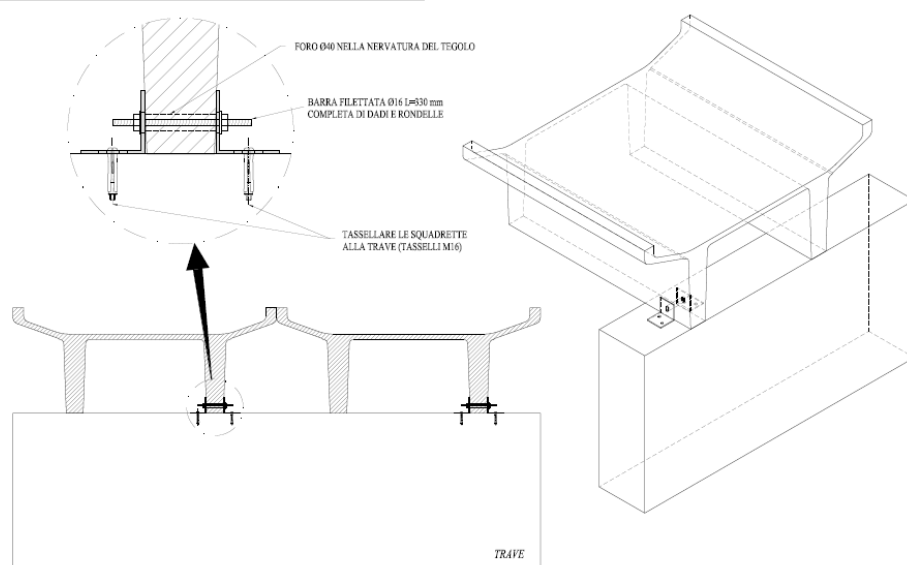 FORO Ø40 NELLA NERVATURA DEL TEGOLO
BARRA FILETTATA Ø16 L=330 mm
COMPLETA DI DADI E RONDELLE
TASSELLARE LE SQUADRETTE
ALLA TRAVE (TASSELLI M16)
TRAVE